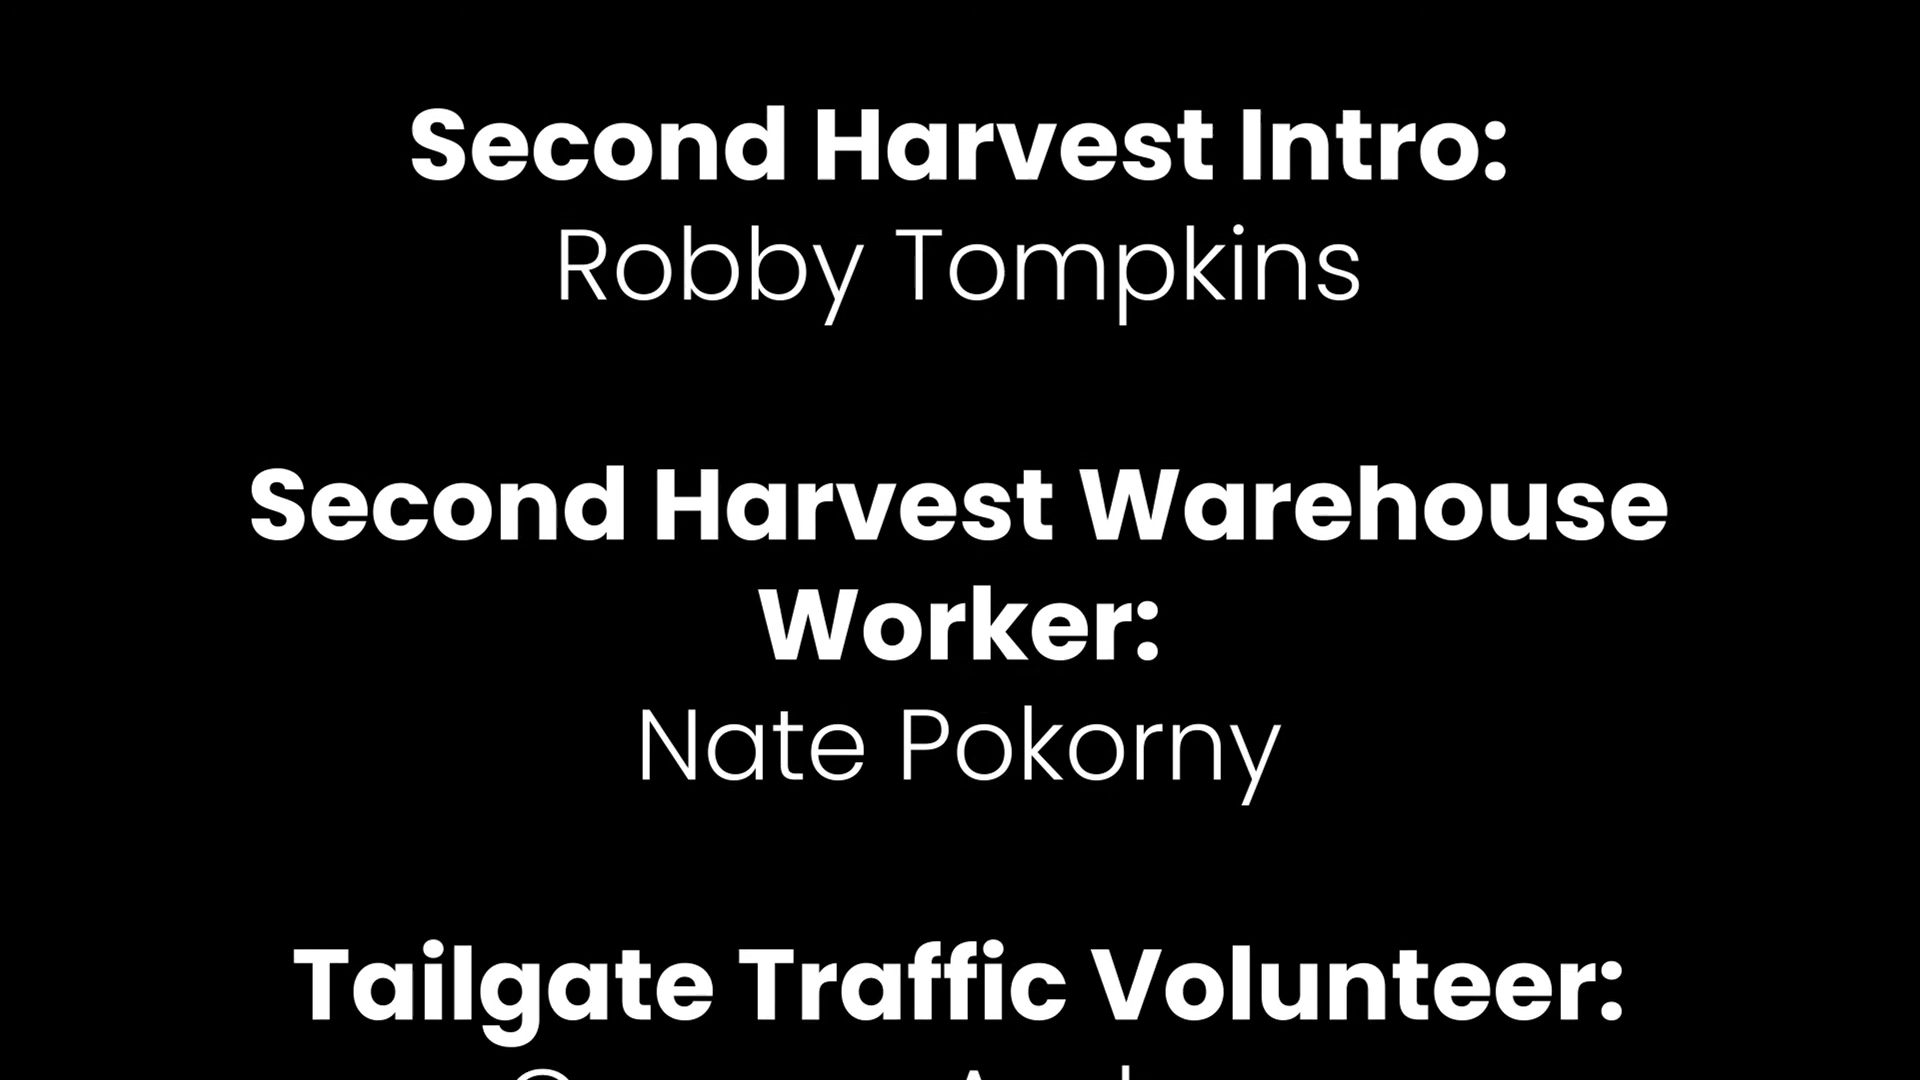 Second Harvest Intro:
Robby Tompkins
Second Harvest Warehouse
Worker:
Nate Pokorny
Tailgate Traffic Volunteer: